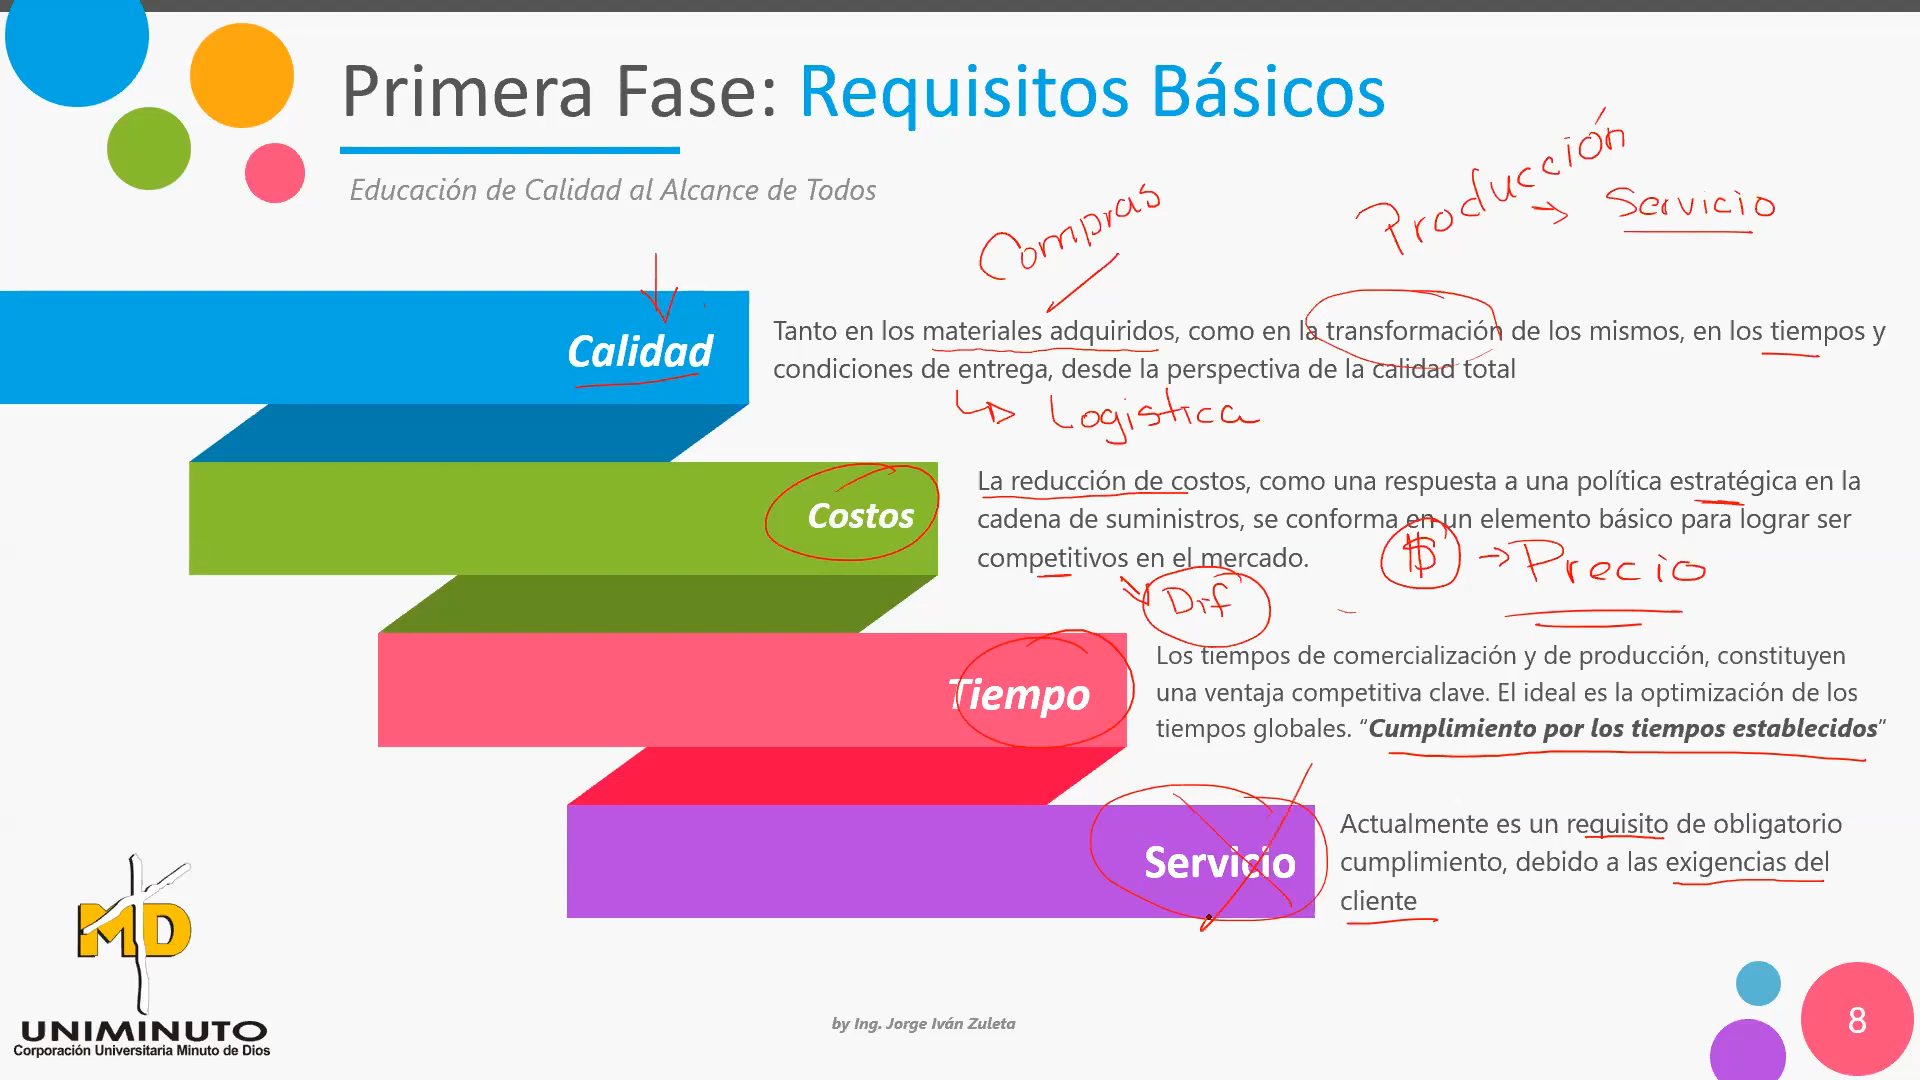 Primera Fase: Requisitos Básicos
Educación de Calidad al Alcance de Todos
Compras
Producción
Servicio
Calidad
Tanto en los materiales adquiridos, como en la transformación de los mismos, en los tiempos y
condiciones de entrega, desde la perspectiva de la calidad total
Logistica
Costos
La reducción de costos, como una respuesta a una política estratégica en la
cadena de suministros, se conforma en un elemento básico para lograr ser
competitivos en el mercado.
$ → Precio
Dif
Tiempo
Los tiempos de comercialización y de producción, constituyen
una ventaja competitiva clave. El ideal es la optimización de los
tiempos globales. “Cumplimiento por los tiempos establecidos”
Servicio
Actualmente es un requisito de obligatorio
cumplimiento, debido a las exigencias del
cliente
MD
UNIMINUTO
Corporación Universitaria Minuto de Dios
by Ing. Jorge Iván Zuleta
8